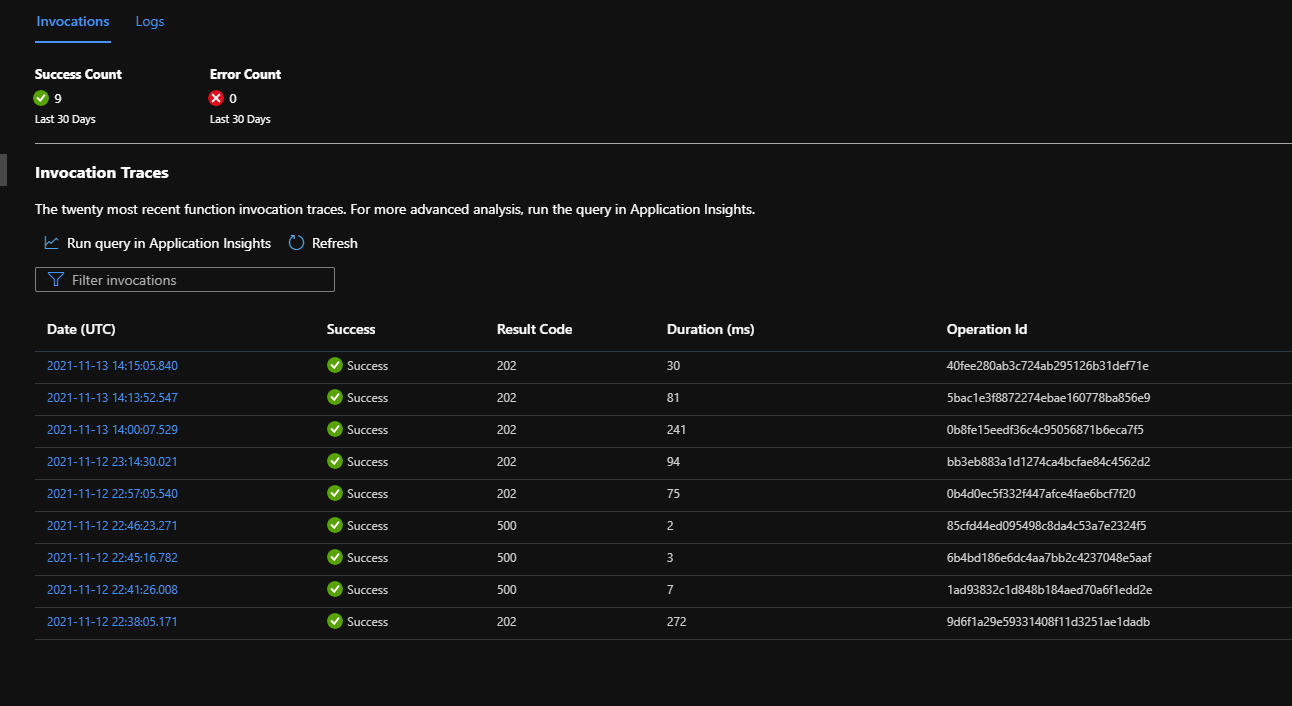 Invocations Logs
Success Count Error Count
9 0
Last 30 Days Last 30 Days
Invocation Traces
The twenty most recent function invocation traces. For more advanced analysis, run the query in Application Insights.
Run query in Application Insights Refresh
Filter invocations
Date (UTC) Success Result Code Duration (ms) Operation Id
2021-11-13 14:15:05.840 Success 202 30 40fee280ab3c724ab295126b31def71e
2021-11-13 14:13:52.547 Success 202 81 5bac1e3f8872274ebae160778ba856e9
2021-11-13 14:00:07.529 Success 202 241 0b8fe15eedf36c4c95056871b6eca7f5
2021-11-12 23:14:30.021 Success 202 94 bb3eb883a1d1274ca4bcfae84c4562d2
2021-11-12 22:57:05.540 Success 202 75 0b4d0ec5f332f447afce4fae6bcf7f20
2021-11-12 22:46:23.271 Success 500 2 85cfd44ed095498c8da4c53a7e2324f5
2021-11-12 22:45:16.782 Success 500 3 6b4bd186e6dc4aa7bb2c4237048e5aaf
2021-11-12 22:41:26.008 Success 500 7 1ad93832c1d848b184aed70a6f1edd2e
2021-11-12 22:38:05.171 Success 202 272 9d6f1a29e59331408f11d3251ae1dadb